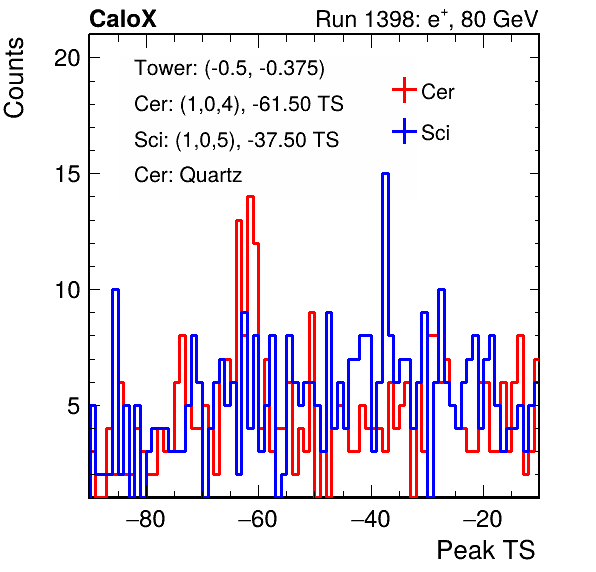 CaloX Run 1398: e⁺, 80 GeV
Counts
20
15
10
5
Tower: (-0.5, -0.375)
Cer: (1,0,4), -61.50 TS
Sci: (1,0,5), -37.50 TS
Cer: Quartz
Cer
Sci
−80 −60 −40 −20
Peak TS